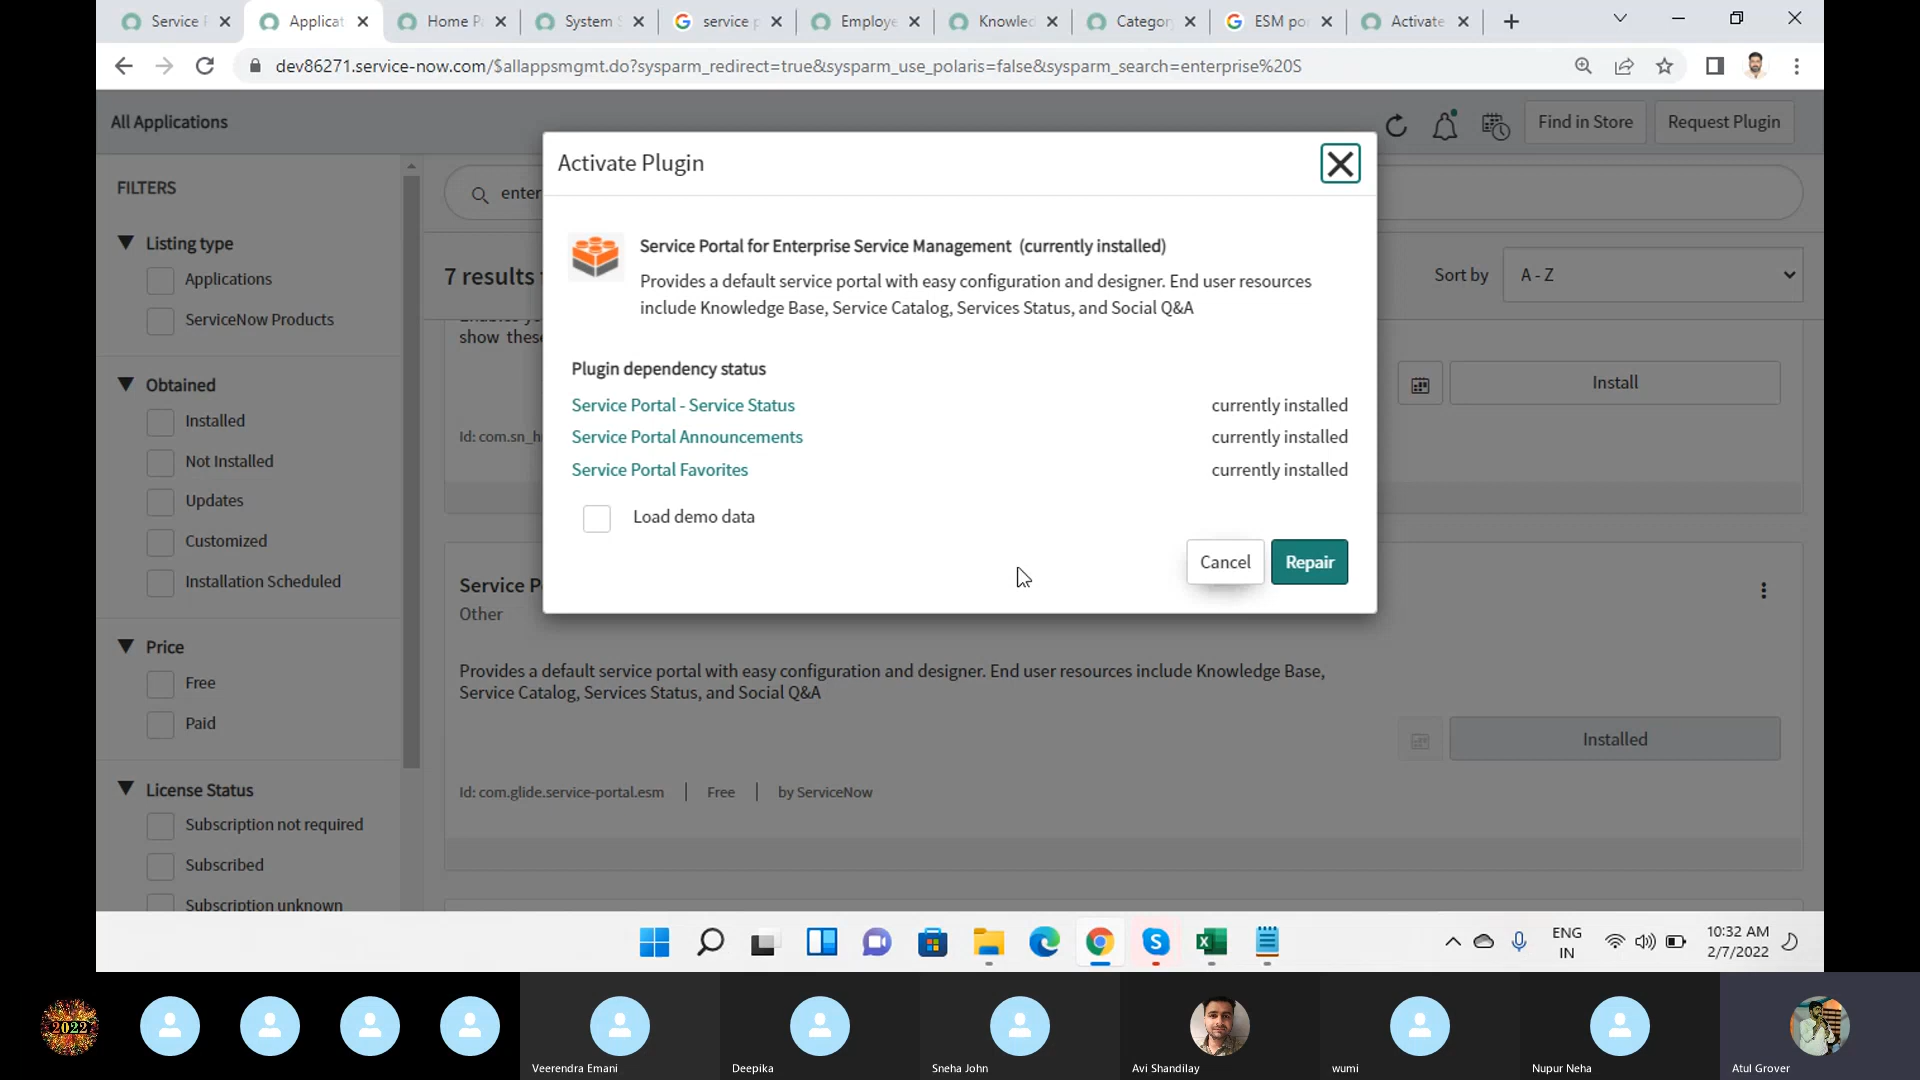 Service
Applicat
Home P
System
service
Employe
Knowled
Categor
ESM po
Activate
dev86271.service-now.com/$allappsmgmt.do?sysparm_redirect=true&sysparm_use_polaris=false&sysparm_search=enterprise%20S
All Applications
Find in Store
Request Plugin
FILTERS
Listing type
Applications
ServiceNow Products
Obtained
Installed
Not Installed
Updates
Customized
Installation Scheduled
Price
Free
Paid
License Status
Subscription not required
Subscribed
Subscription unknown
enter
7 results
Sort by
A - Z
show these
Install
Id: com.sn_h
Activate Plugin
Service Portal for Enterprise Service Management (currently installed)
Provides a default service portal with easy configuration and designer. End user resources
include Knowledge Base, Service Catalog, Services Status, and Social Q&A
Plugin dependency status
Service Portal - Service Status currently installed
Service Portal Announcements currently installed
Service Portal Favorites currently installed
Load demo data
Cancel
Repair
Service P
Other
Provides a default service portal with easy configuration and designer. End user resources include Knowledge Base,
Service Catalog, Services Status, and Social Q&A
Installed
Id: com.glide.service-portal.esm | Free | by ServiceNow
ENG
IN
10:32 AM
2/7/2022
2022
Veerendra Emani
Deepika
Sneha John
Avi Shandilay
wumi
Nupur Neha
Atul Grover